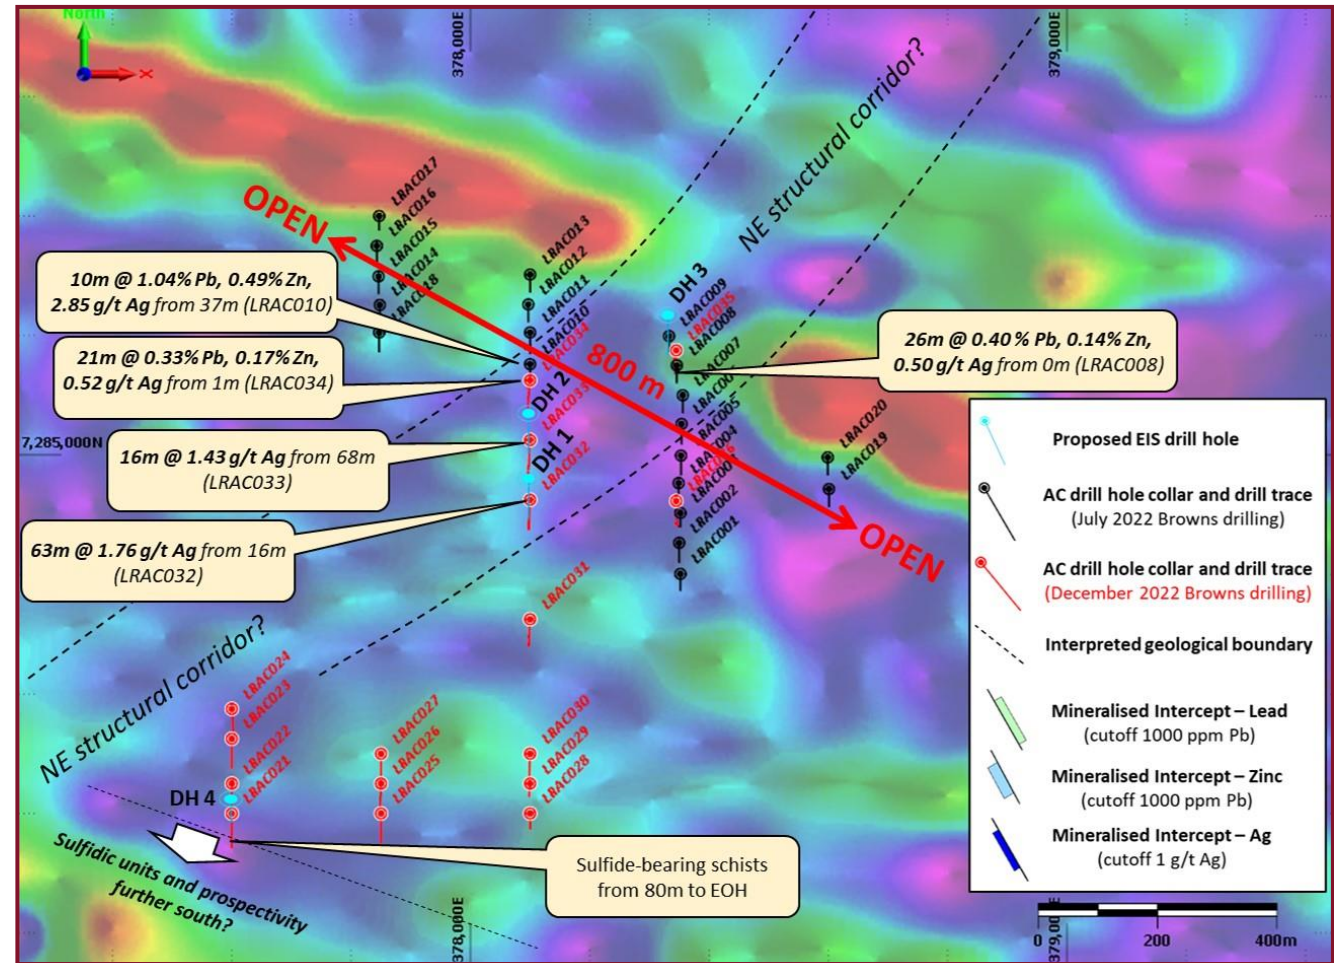 North
X
378,000E
379,000E
NE structural corridor?
LRAC017
LRAC016
LRAC015
LRAC014
LRAC018
OPEN
LRAC013
LRAC012
LRAC011
LRAC010
LRAC034
DH 2
LRAC033
DH 1
LRAC032
DH 3
LRAC009
LRAC035
LRAC008
LRAC007
LRAC005
LRAC004
LRAC002
LRAC001
800 m
OPEN
LRAC020
LRAC019
10m @ 1.04% Pb, 0.49% Zn,
2.85 g/t Ag from 37m (LRAC010)
21m @ 0.33% Pb, 0.17% Zn,
0.52 g/t Ag from 1m (LRAC034)
26m @ 0.40 % Pb, 0.14% Zn,
0.50 g/t Ag from 0m (LRAC008)
7,285,000N
16m @ 1.43 g/t Ag from 68m
(LRAC033)
63m @ 1.76 g/t Ag from 16m
(LRAC032)
LRAC031
NE structural corridor?
LRAC024
LRAC023
LRAC022
LRAC021
DH 4
LRAC027
LRAC026
LRAC025
LRAC030
LRAC029
LRAC028
Sulfidic units and prospectivity
further south?
Sulfide-bearing schists
from 80m to EOH
378,000E
379,000E
Proposed EIS drill hole
AC drill hole collar and drill trace
(July 2022 Browns drilling)
AC drill hole collar and drill trace
(December 2022 Browns drilling)
Interpreted geological boundary
Mineralised Intercept – Lead
(cutoff 1000 ppm Pb)
Mineralised Intercept – Zinc
(cutoff 1000 ppm Pb)
Mineralised Intercept – Ag
(cutoff 1 g/t Ag)
0 200 400m